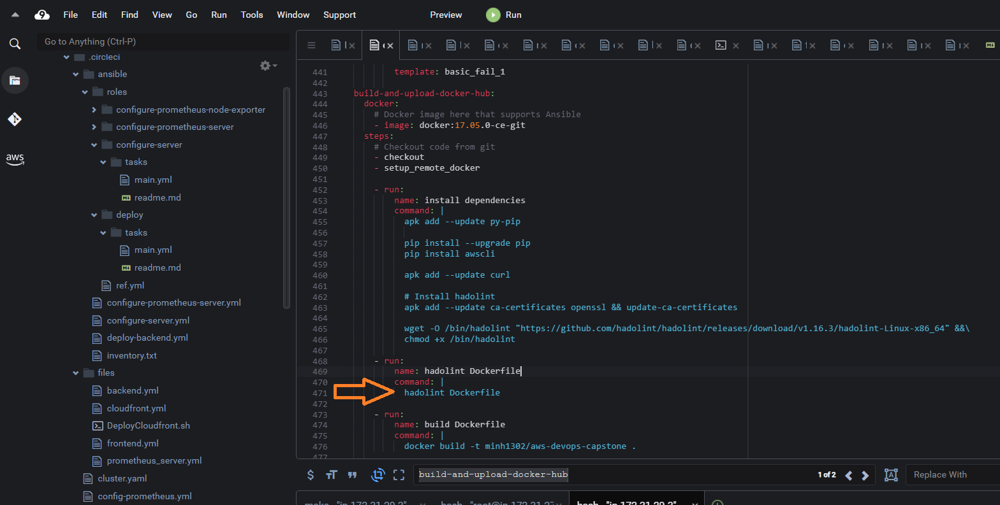 File Edit Find View Go Run Tools Window Support Preview Run
Go to Anything (Ctrl-P)
aws
.circleci
ansible
roles
configure-prometheus-node-exporter
configure-prometheus-server
configure-server
tasks
main.yml
readme.md
deploy
tasks
main.yml
readme.md
ref.yml
configure-prometheus-server.yml
configure-server.yml
deploy-backend.yml
inventory.txt
files
backend.yml
cloudfront.yml
DeployCloudfront.sh
frontend.yml
prometheus_server.yml
cluster.yaml
config-prometheus.yml
441 template: basic_fail_1
442
443 build-and-upload-docker-hub:
444 docker:
445 # Docker image here that supports Ansible
446 - image: docker:17.05.0-ce-git
447 steps:
448 # Checkout code from git
449 - checkout
450 - setup_remote_docker
451
452 - run:
453 name: install dependencies
454 command: |
455 apk add --update py-pip
456
457 pip install --upgrade pip
458 pip install awscli
459
460 apk add --update curl
461
462 # Install hadolint
463 apk add --update ca-certificates openssl && update-ca-certificates
464
465 wget -O /bin/hadolint "https://github.com/hadolint/hadolint/releases/download/v1.16.3/hadolint-Linux-x86_64" &&\
466 chmod +x /bin/hadolint
467
468 - run:
469 name: hadolint Dockerfile
470 command: |
471 hadolint Dockerfile
472
473 - run:
474 name: build Dockerfile
475 command: |
476 docker build -t minh1302/aws-devops-capstone .
477
build-and-upload-docker-hub 1 of 2 Replace With